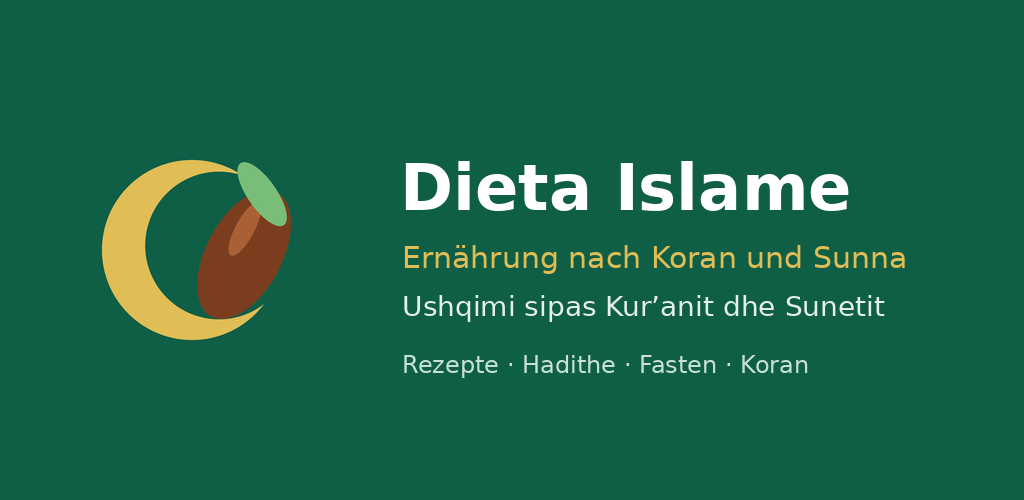 Dieta Islame
Ernährung nach Koran und Sunna
Ushqimi sipas Kur’anit dhe Sunetit
Rezepte · Hadithe · Fasten · Koran